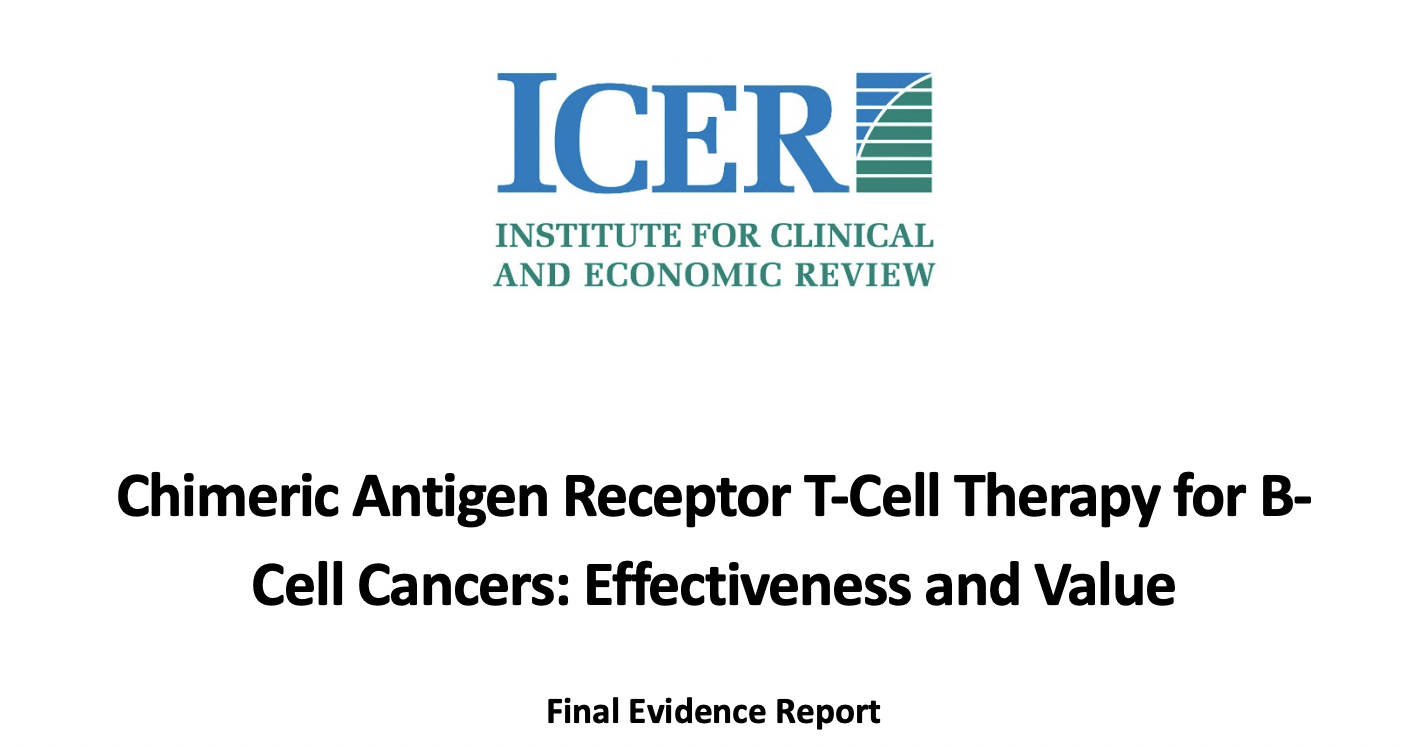 ICER
INSTITUTE FOR CLINICAL
AND ECONOMIC REVIEW
Chimeric Antigen Receptor T-Cell Therapy for B-
Cell Cancers: Effectiveness and Value
Final Evidence Report